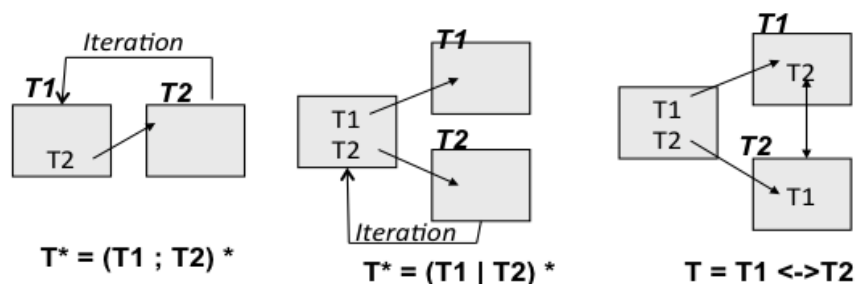 Iteration
T1
T2
T2
T* = (T1 ; T2) *
T1
T1
T2
T2
Iteration
T* = (T1 | T2) *
T1
T2
T1
T2
T2
T1
T = T1 <->T2